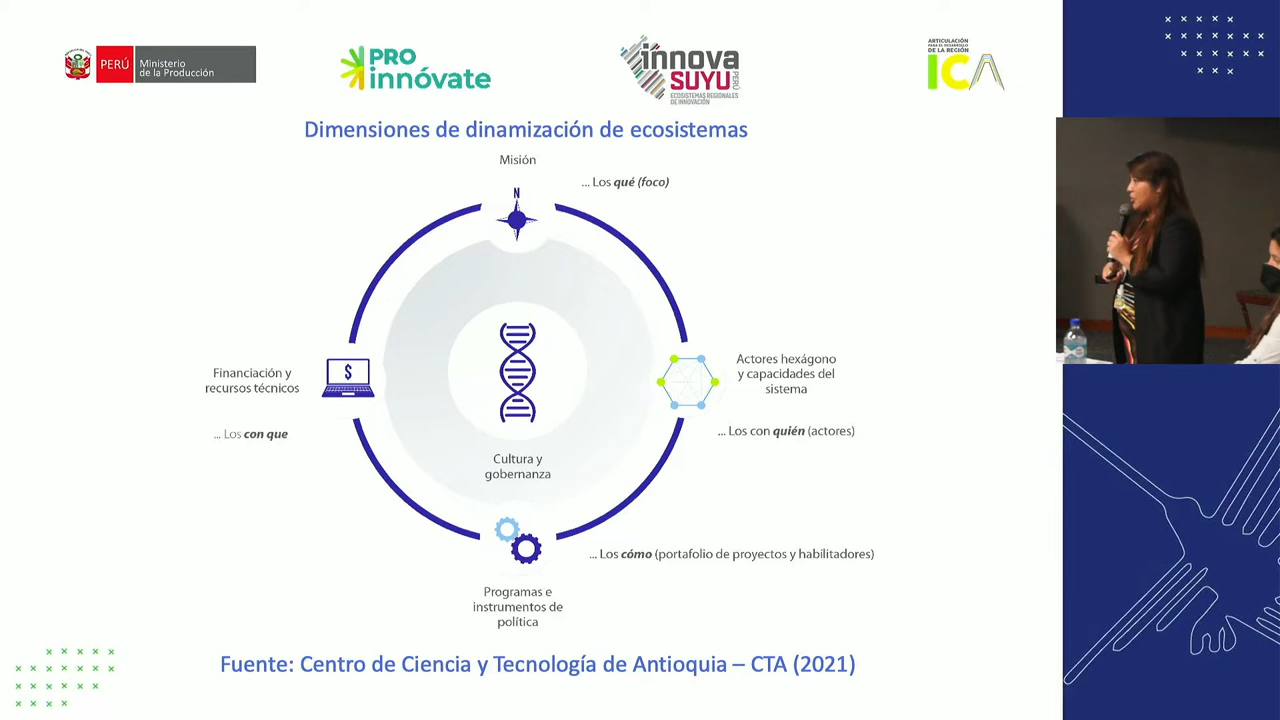 PERÚ
Ministerio
de la Producción
PRO
innóvate
innova
SUYU
PERÚ
ECOSISTEMAS REGIONALES
DE INNOVACIÓN
ARTICULACIÓN
PARA EL DESARROLLO
DE LA REGIÓN
ICA
Dimensiones de dinamización de ecosistemas
Misión
... Los qué (foco)
N
$
Financiación y
recursos técnicos
... Los con que
Actores hexágono
y capacidades del
sistema
... Los con quién (actores)
Cultura y
gobernanza
... Los cómo (portafolio de proyectos y habilitadores)
Programas e
instrumentos de
política
Fuente: Centro de Ciencia y Tecnología de Antioquia – CTA (2021)